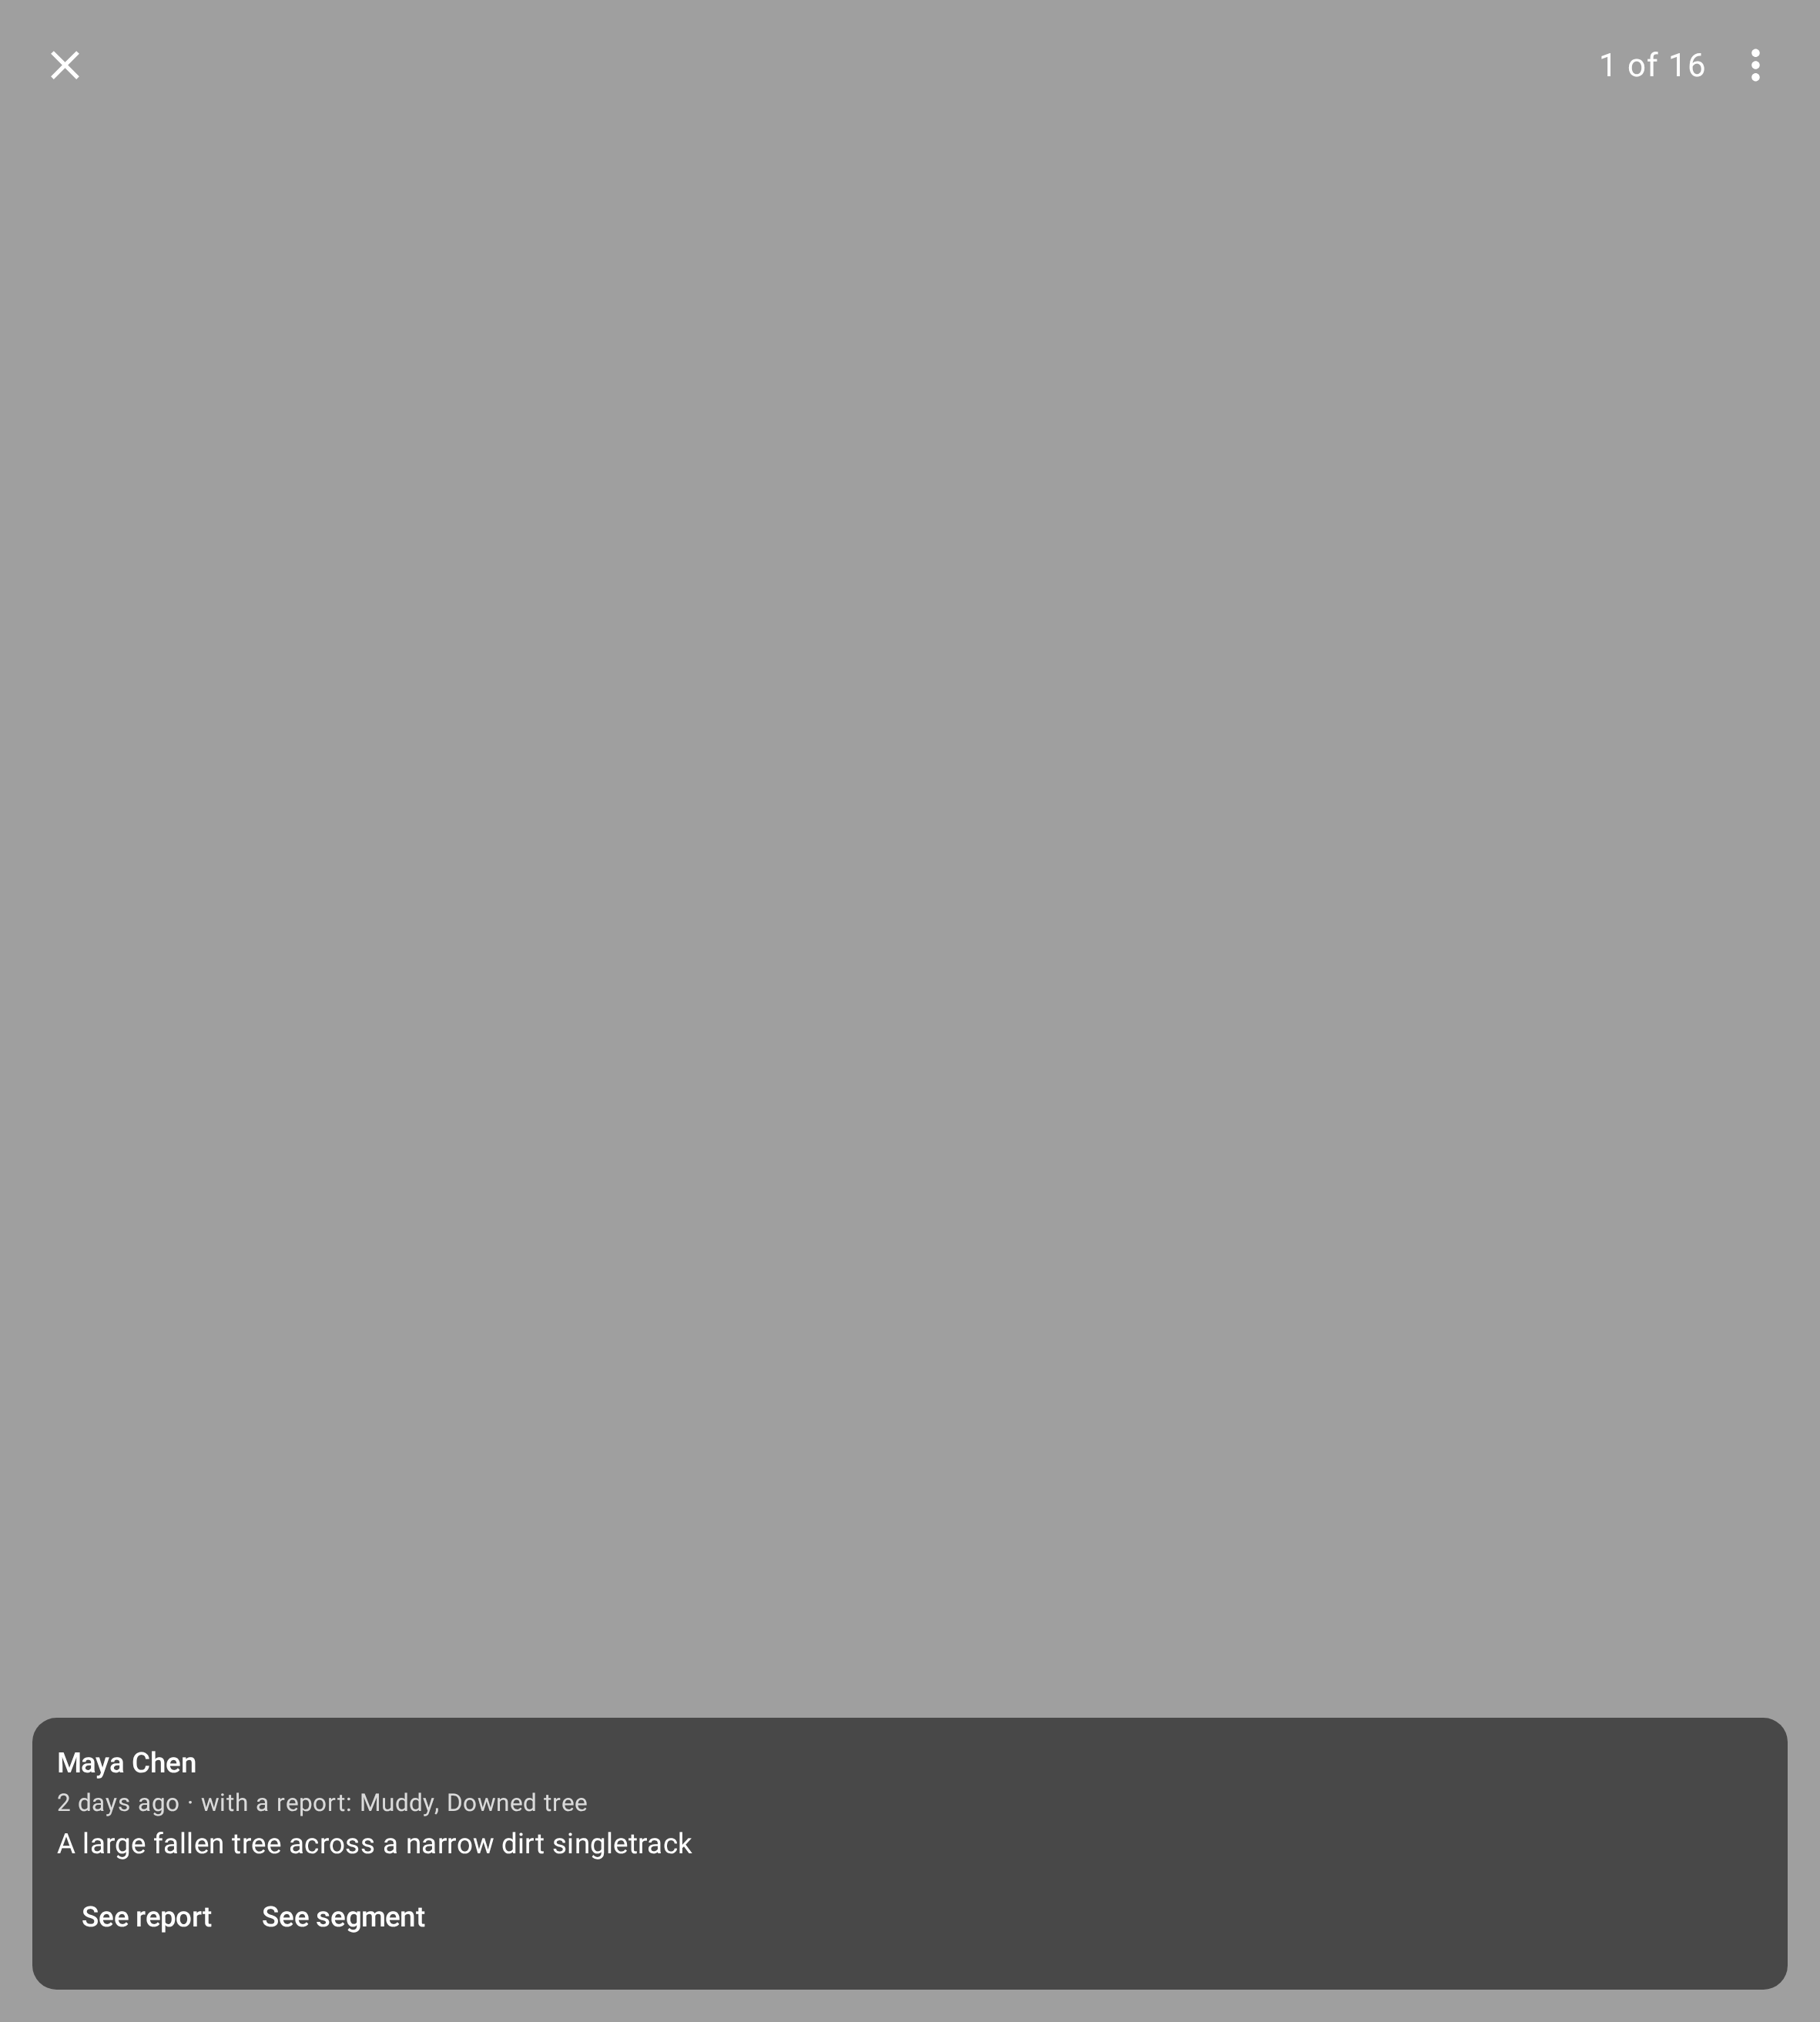 1 of 16
Maya Chen
2 days ago · with a report: Muddy, Downed tree
A large fallen tree across a narrow dirt singletrack
See report See segment